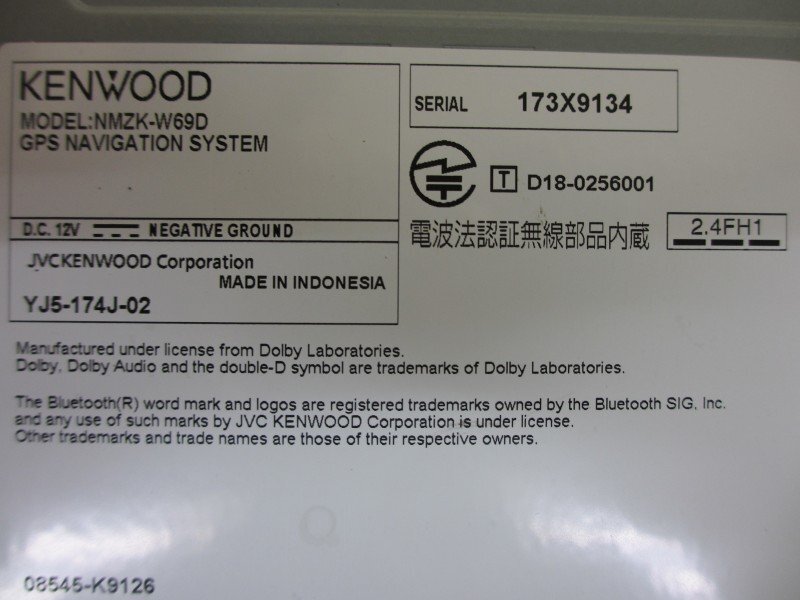 KENWOOD
MODEL:NMZK-W69D
GPS NAVIGATION SYSTEM
D.C. 12V NEGATIVE GROUND
JVCKENWOOD Corporation
MADE IN INDONESIA
YJ5-174J-02
SERIAL 173X9134
T D18-0256001
電波法認証無線部品内蔵 2.4FH1
Manufactured under license from Dolby Laboratories.
Dolby, Dolby Audio and the double-D symbol are trademarks of Dolby Laboratories.
The Bluetooth(R) word mark and logos are registered trademarks owned by the Bluetooth SIG, Inc.
and any use of such marks by JVC KENWOOD Corporation is under license.
Other trademarks and trade names are those of their respective owners.
08545-K9126